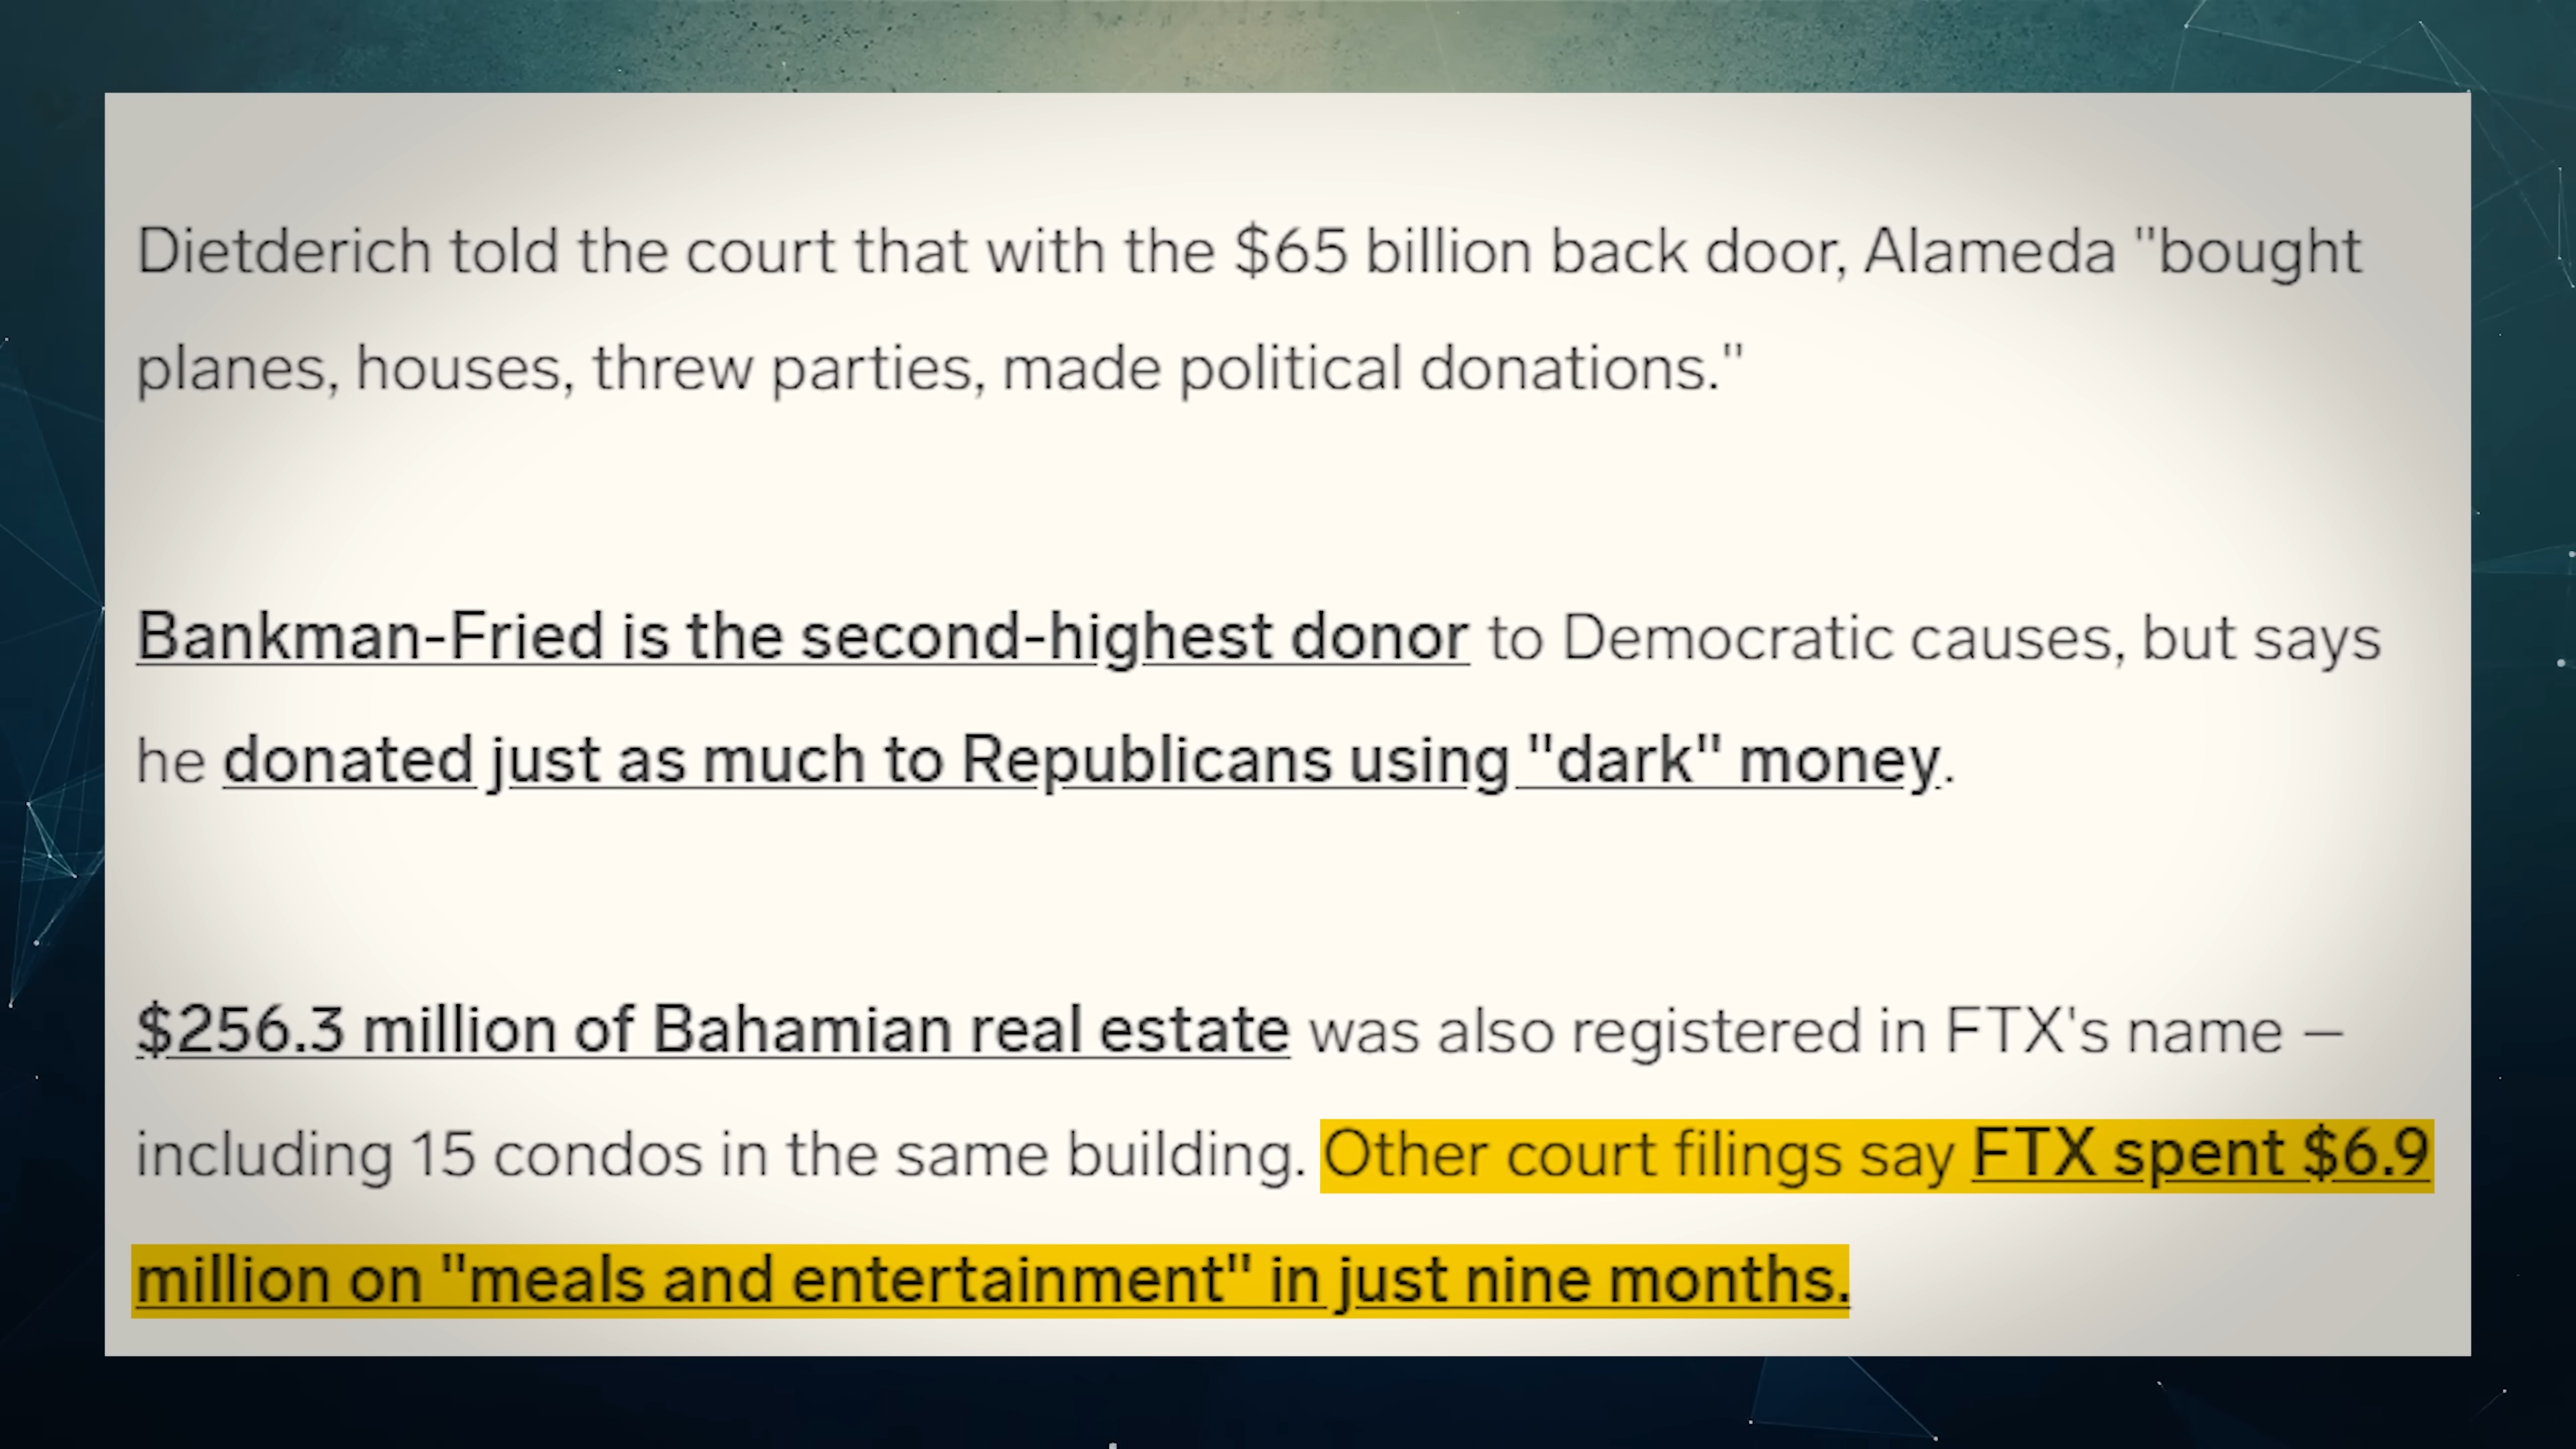 Dietderich told the court that with the $65 billion back door, Alameda "bought
planes, houses, threw parties, made political donations."
Bankman-Fried is the second-highest donor to Democratic causes, but says
he donated just as much to Republicans using "dark" money.
$256.3 million of Bahamian real estate was also registered in FTX's name —
including 15 condos in the same building. Other court filings say FTX spent $6.9
million on "meals and entertainment" in just nine months.